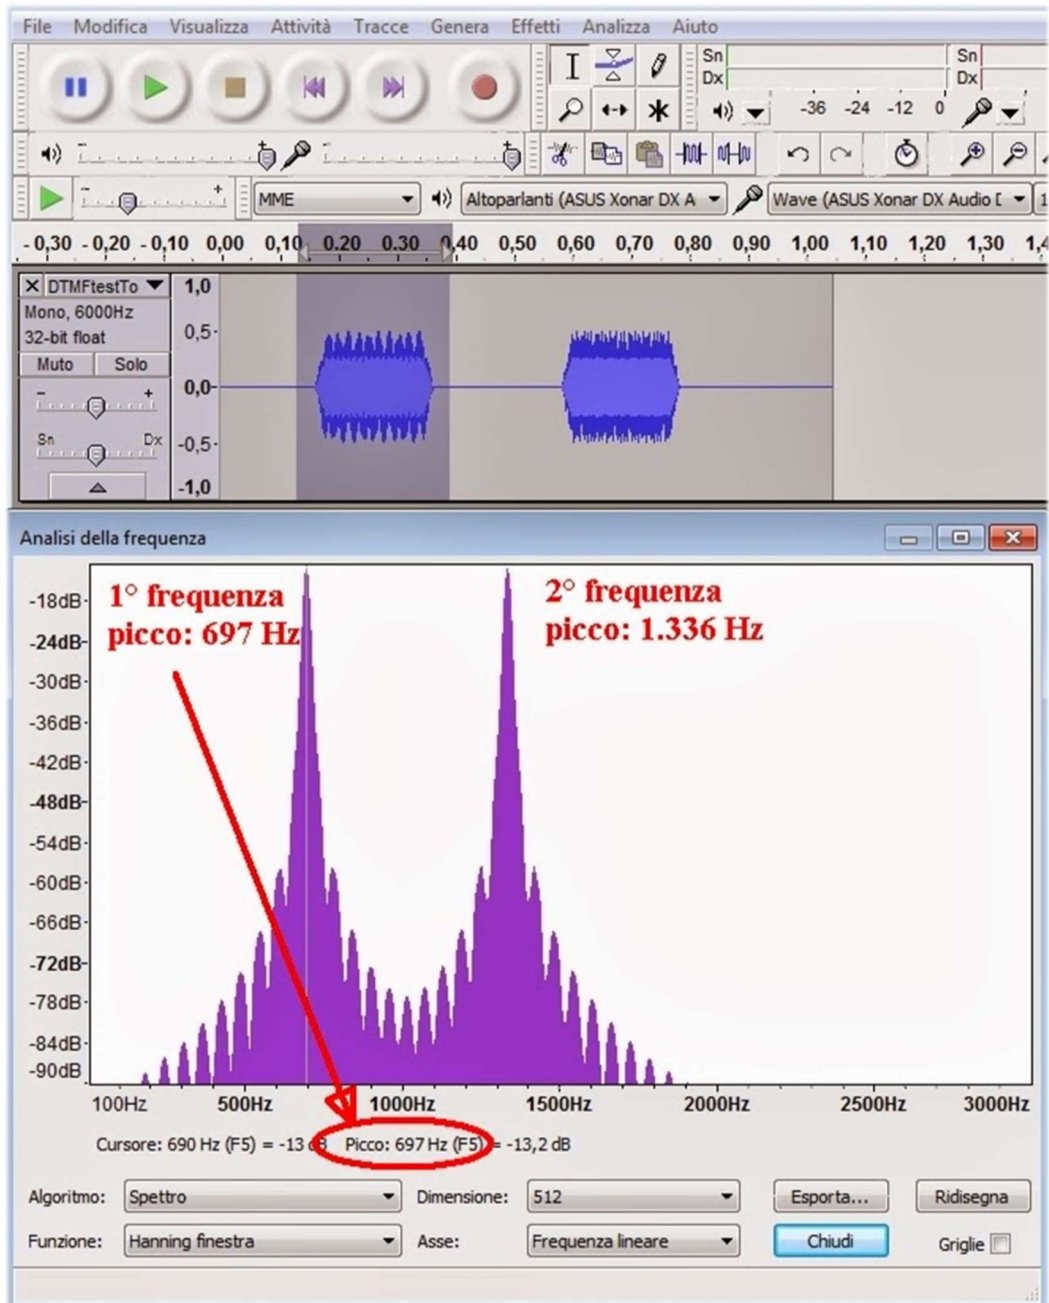 File Modifica Visualizza Attività Tracce Genera Effetti Analizza Aiuto
Sn
Dx
-36 -24 -12 0
Sn
Dx
MME
Altoparlanti (ASUS Xonar DX A
Wave (ASUS Xonar DX Audio D
1
- 0,30 - 0,20 - 0,10 0,00 0,10 0,20 0,30 0,40 0,50 0,60 0,70 0,80 0,90 1,00 1,10 1,20 1,30 1,4
X DTMFtestTo
Mono, 6000Hz
32-bit float
Muto Solo
- +
Sn Dx
1,0
0,5
0,0
-0,5
-1,0
Analisi della frequenza
1° frequenza
picco: 697 Hz
2° frequenza
picco: 1.336 Hz
-18dB
-24dB
-30dB
-36dB
-42dB
-48dB
-54dB
-60dB
-66dB
-72dB
-78dB
-84dB
-90dB
100Hz 500Hz 1000Hz 1500Hz 2000Hz 2500Hz 3000Hz
Cursore: 690 Hz (F5) = -13 dB Picco: 697 Hz (F5) = -13,2 dB
Algoritmo: Spettro Dimensione: 512 Esporta... Ridisegna
Funzione: Hanning finestra Asse: Frequenza lineare Chiudi Griglie